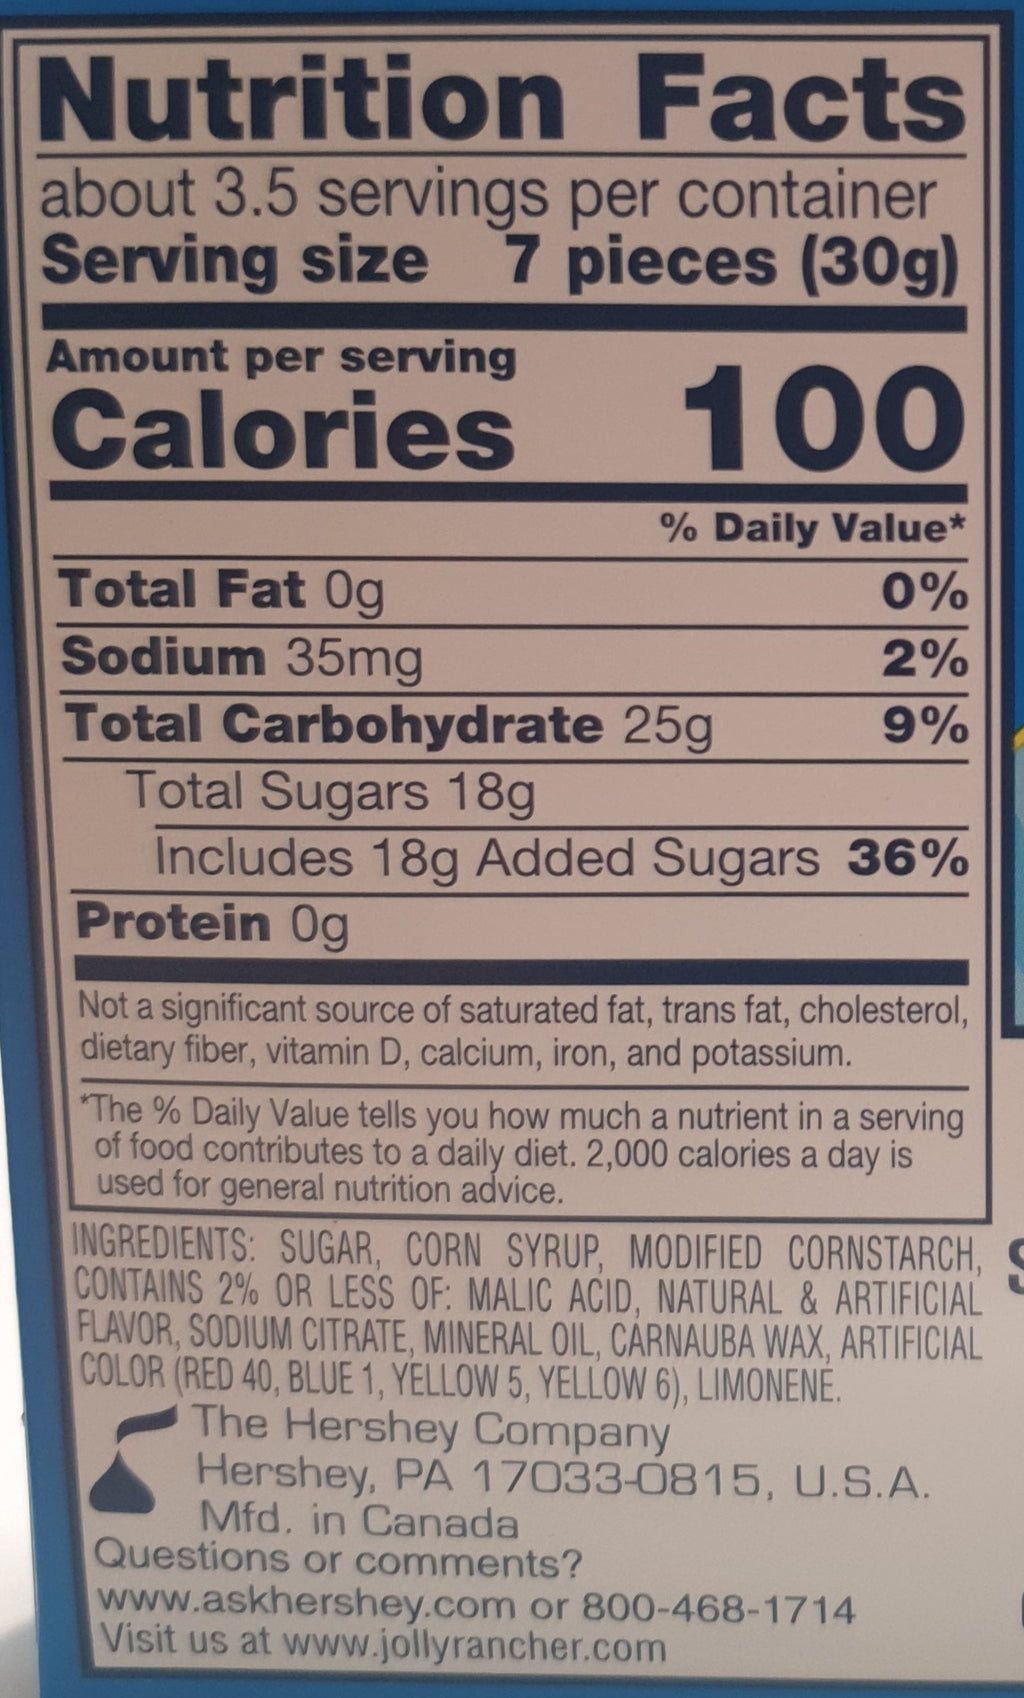 Nutrition Facts
about 3.5 servings per container
Serving size 7 pieces (30g)
Amount per serving
Calories 100
% Daily Value*
Total Fat 0g 0%
Sodium 35mg 2%
Total Carbohydrate 25g 9%
Total Sugars 18g
Includes 18g Added Sugars 36%
Protein 0g
Not a significant source of saturated fat, trans fat, cholesterol,
dietary fiber, vitamin D, calcium, iron, and potassium.
*The % Daily Value tells you how much a nutrient in a serving
of food contributes to a daily diet. 2,000 calories a day is
used for general nutrition advice.
INGREDIENTS: SUGAR, CORN SYRUP, MODIFIED CORNSTARCH,
CONTAINS 2% OR LESS OF: MALIC ACID, NATURAL & ARTIFICIAL
FLAVOR, SODIUM CITRATE, MINERAL OIL, CARNAUBA WAX, ARTIFICIAL
COLOR (RED 40, BLUE 1, YELLOW 5, YELLOW 6), LIMONENE.
The Hershey Company
Hershey, PA 17033-0815, U.S.A.
Mfd. in Canada
Questions or comments?
www.askhershey.com or 800-468-1714
Visit us at www.jollyrancher.com